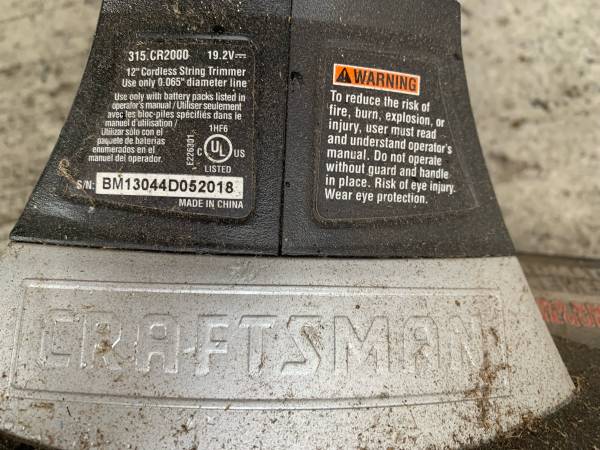 315.CR2000 19.2V⎓
12" Cordless String Trimmer
Use only 0.065" diameter line
Use only with battery packs listed in
operator's manual / Utiliser seulement
avec les bloc-piles spécifiés dans le
manuel d'utilisation /
Utilizar sólo con el
paquete de baterías
enumerados en el
manual del operador.
1HF6
E226301
C UL US
LISTED
S/N: BM13044D052018
MADE IN CHINA
WARNING
To reduce the risk of
fire, burn, explosion, or
injury, user must read
and understand operator's
manual. Do not operate
without guard and handle
in place. Risk of eye injury.
Wear eye protection.
CRAFTSMAN